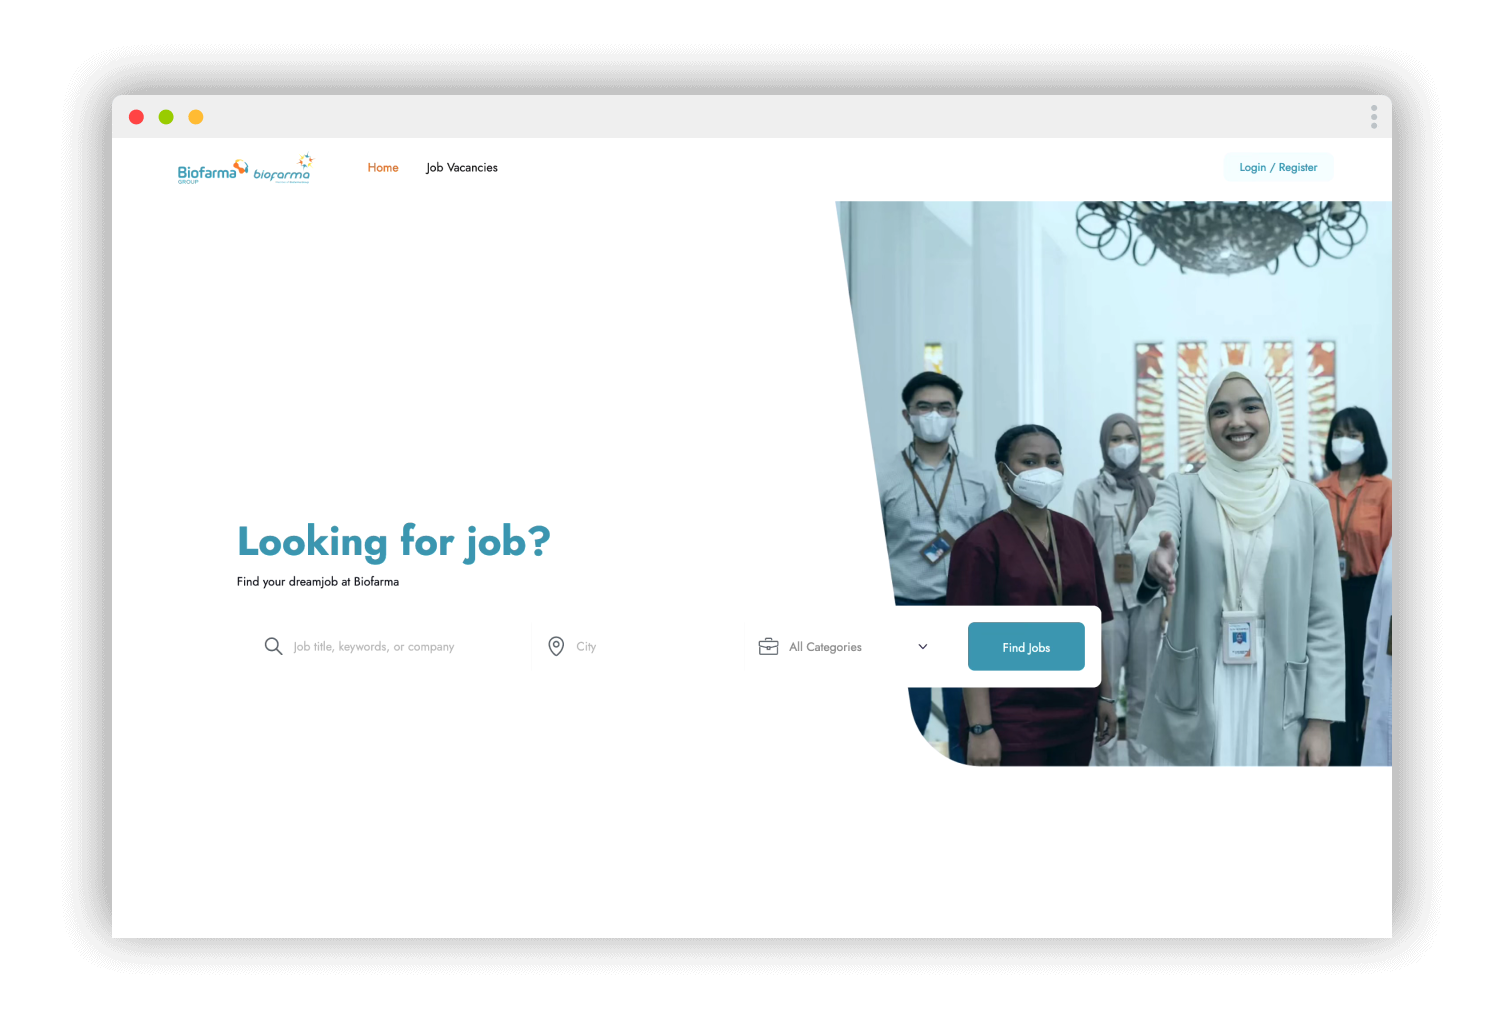 Biofarma
GROUP
biofarma
Home
Job Vacancies
Login / Register
Looking for job?
Find your dreamjob at Biofarma
Job title, keywords, or company
City
All Categories
Find Jobs